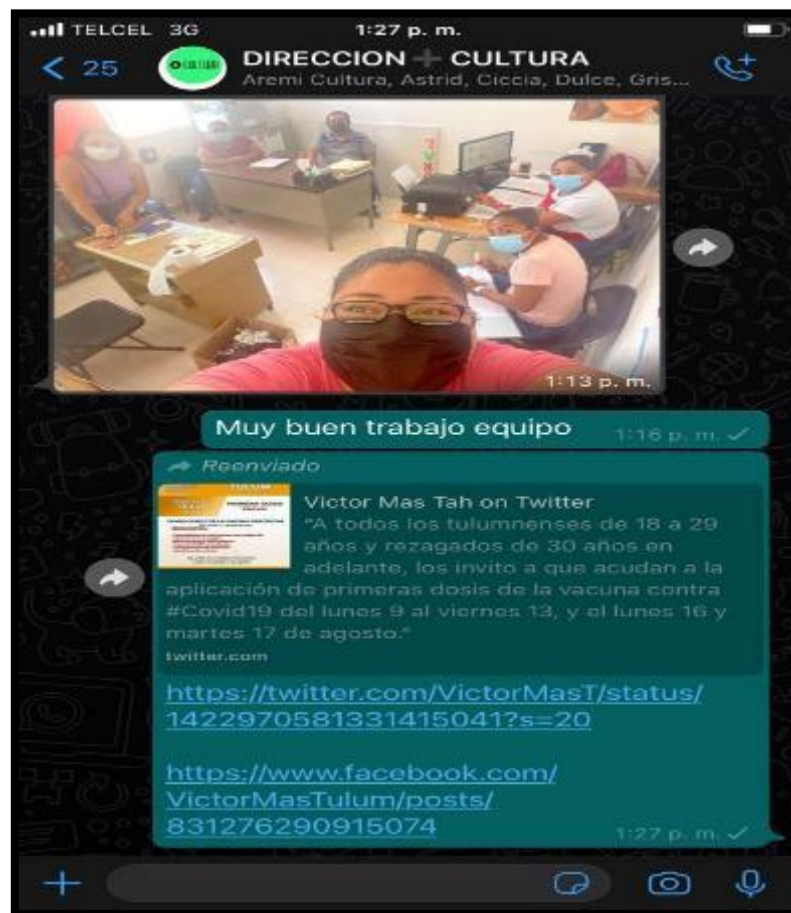 TELCEL 3G 1:27 p. m.
25
CULTURA
DIRECCION ➕ CULTURA
Aremi Cultura, Astrid, Ciccia, Dulce, Gris...
1:13 p. m.
Muy buen trabajo equipo 1:16 p. m.
Reenviado
TULUM
Victor Mas Tah on Twitter
"A todos los tulumnenses de 18 a 29
años y rezagados de 30 años en
adelante, los invito a que acudan a la
aplicación de primeras dosis de la vacuna contra
#Covid19 del lunes 9 al viernes 13, y el lunes 16 y
martes 17 de agosto."
twitter.com
https://twitter.com/VictorMasT/status/
1422970581331415041?s=20
https://www.facebook.com/
VictorMasTulum/posts/
831276290915074 1:27 p. m.